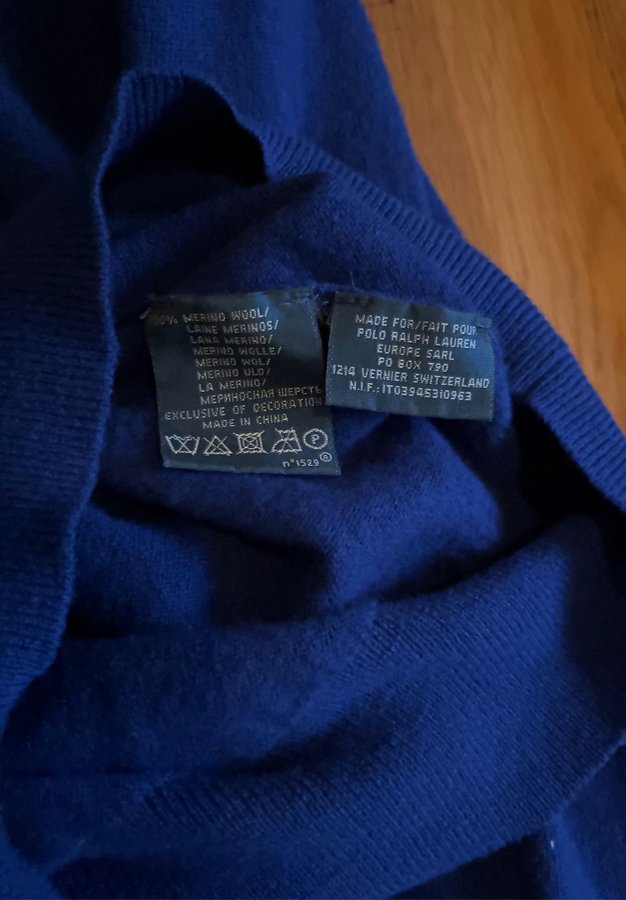 100% MERINO WOOL/
LAINE MERINOS/
LANA MERINO/
MERINO WOLLE/
MERINO WOL/
MERINO ULD/
LA MERINO/
МЕРИНОСНАЯ ШЕРСТЬ
EXCLUSIVE OF DECORATION
MADE IN CHINA
P
n°1529®
MADE FOR/FAIT POUR
POLO RALPH LAUREN
EUROPE SARL
PO BOX 790
1214 VERNIER SWITZERLAND
N.I.F.: IT03945310963